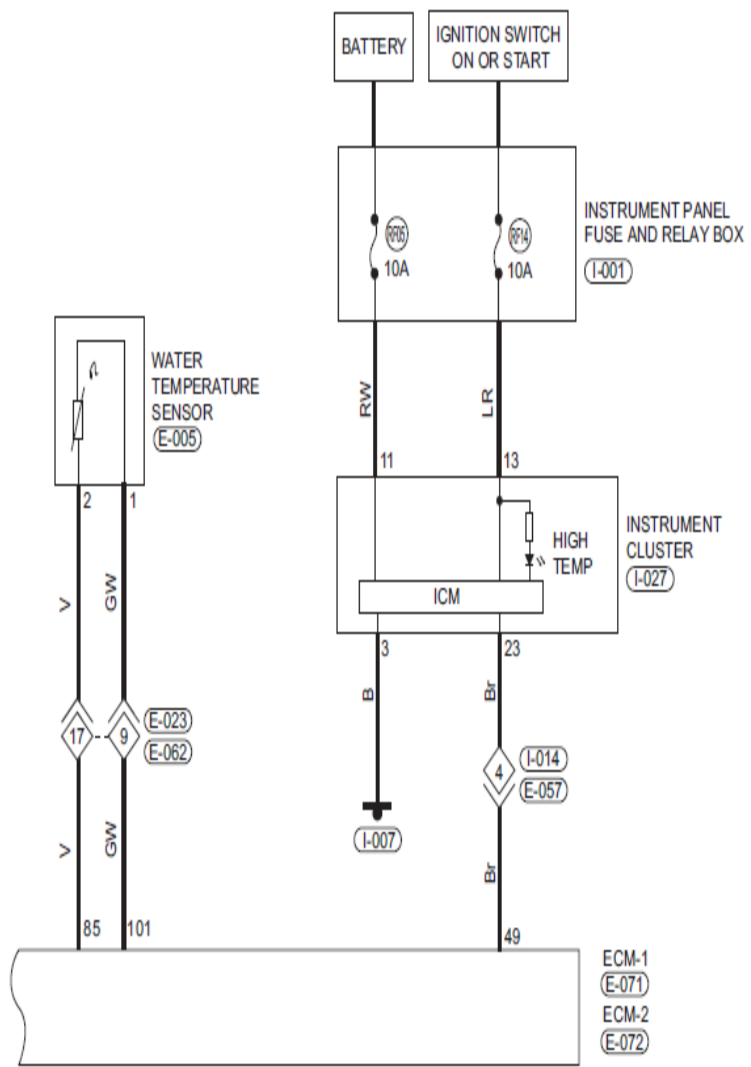 BATTERY
IGNITION SWITCH
ON OR START
RF05
10A
RF14
10A
INSTRUMENT PANEL
FUSE AND RELAY BOX
I-001
WATER
TEMPERATURE
SENSOR
E-005
RW
LR
11
13
2
1
HIGH
TEMP
INSTRUMENT
CLUSTER
I-027
ICM
V
GW
3
23
B
Br
17
9
E-023
E-062
4
I-014
E-057
I-007
V
GW
Br
85
101
49
ECM-1
E-071
ECM-2
E-072